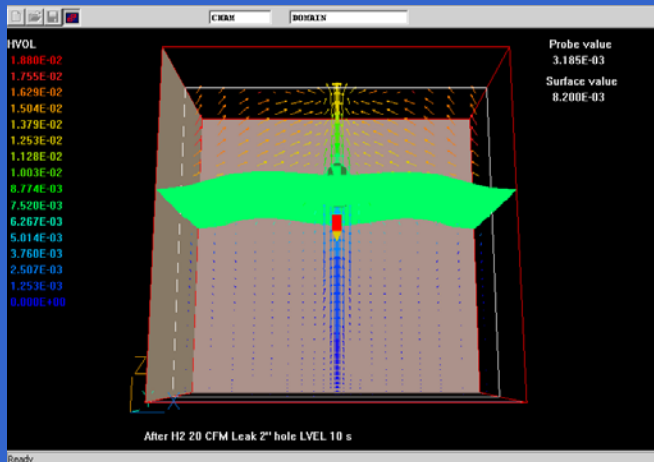 CHAM DOMAIN
HVOL
1.880E-02
1.755E-02
1.629E-02
1.504E-02
1.379E-02
1.253E-02
1.128E-02
1.003E-02
8.774E-03
7.520E-03
6.267E-03
5.014E-03
3.760E-03
2.507E-03
1.253E-03
0.000E+00
Probe value
3.185E-03
Surface value
8.200E-03
Z
Y
X
After H2 20 CFM Leak 2" hole LVEL 10 s
Ready